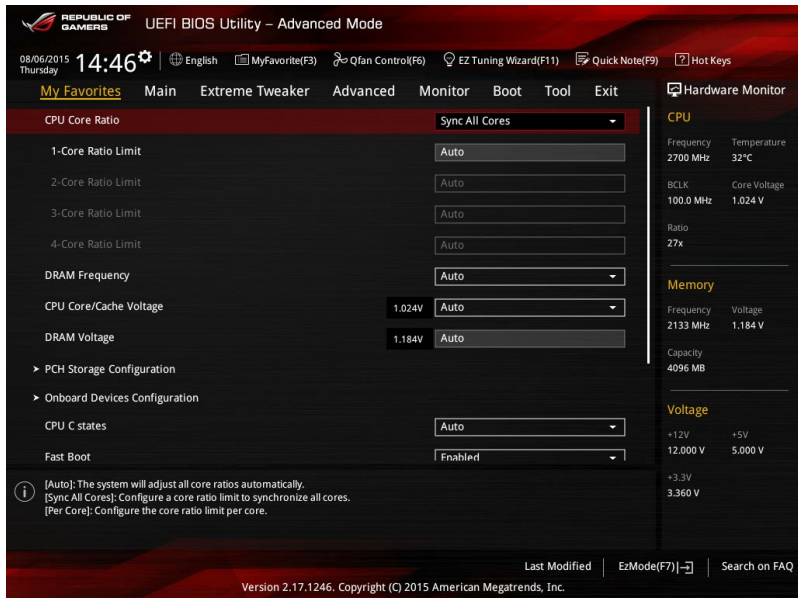 REPUBLIC OF
GAMERS
UEFI BIOS Utility – Advanced Mode
08/06/2015
Thursday
14:46
English
MyFavorite(F3)
Qfan Control(F6)
EZ Tuning Wizard(F11)
Quick Note(F9)
? Hot Keys
My Favorites
Main
Extreme Tweaker
Advanced
Monitor
Boot
Tool
Exit
Hardware Monitor
CPU Core Ratio
Sync All Cores
1-Core Ratio Limit
Auto
2-Core Ratio Limit
Auto
3-Core Ratio Limit
Auto
4-Core Ratio Limit
Auto
DRAM Frequency
Auto
CPU Core/Cache Voltage
1.024V
Auto
DRAM Voltage
1.184V
Auto
PCH Storage Configuration
Onboard Devices Configuration
CPU C states
Auto
Fast Boot
Enabled
CPU
Frequency Temperature
2700 MHz 32°C
BCLK Core Voltage
100.0 MHz 1.024 V
Ratio
27x
Memory
Frequency Voltage
2133 MHz 1.184 V
Capacity
4096 MB
Voltage
+12V +5V
12.000 V 5.000 V
+3.3V
3.360 V
[Auto]: The system will adjust all core ratios automatically.
[Sync All Cores]: Configure a core ratio limit to synchronize all cores.
[Per Core]: Configure the core ratio limit per core.
Last Modified
EzMode(F7)
Search on FAQ
Version 2.17.1246. Copyright (C) 2015 American Megatrends, Inc.